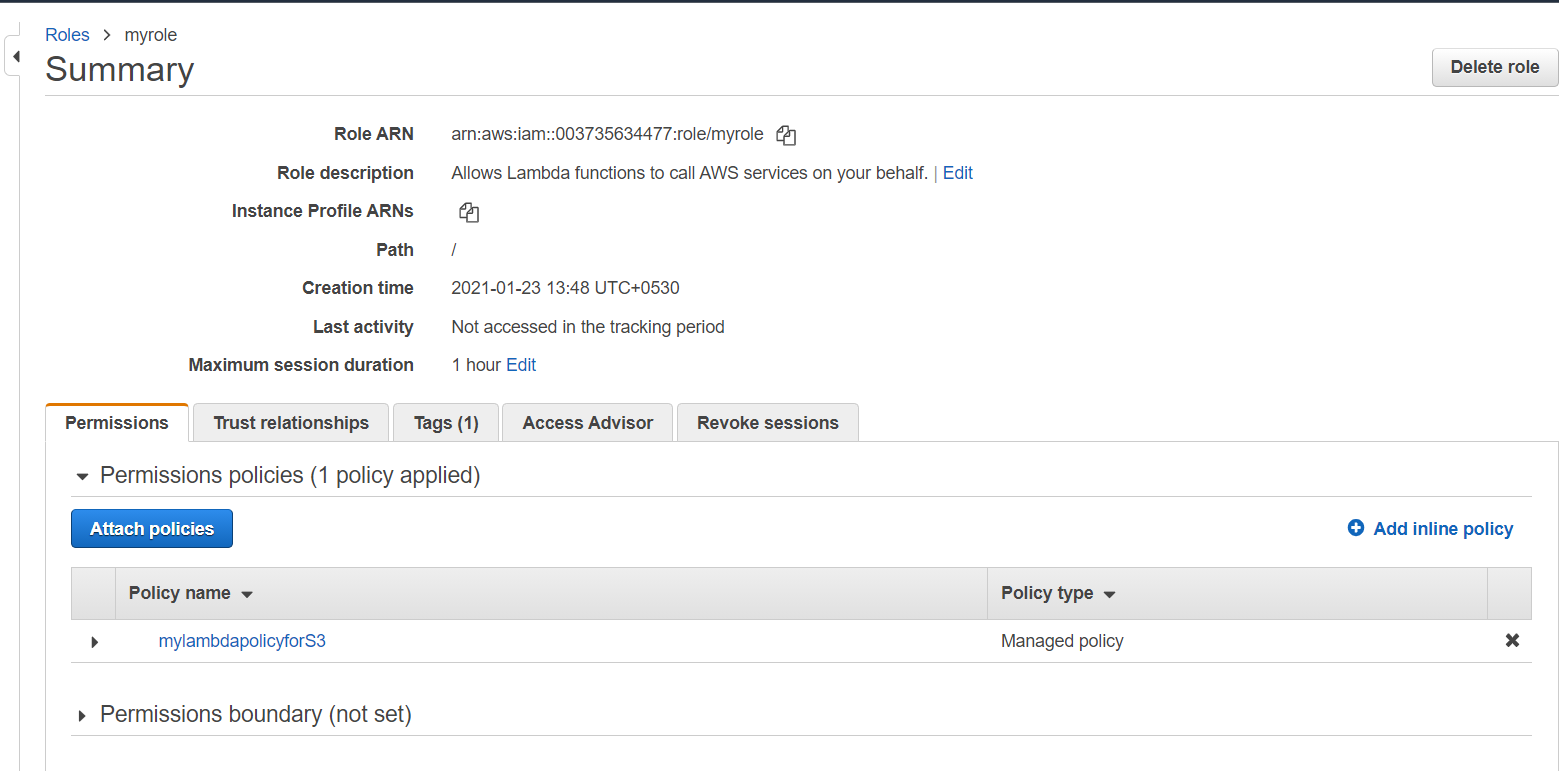 Roles > myrole
Summary
Delete role
Role ARN arn:aws:iam::003735634477:role/myrole
Role description Allows Lambda functions to call AWS services on your behalf. | Edit
Instance Profile ARNs
Path /
Creation time 2021-01-23 13:48 UTC+0530
Last activity Not accessed in the tracking period
Maximum session duration 1 hour Edit
Permissions Trust relationships Tags (1) Access Advisor Revoke sessions
Permissions policies (1 policy applied)
Attach policies Add inline policy
Policy name Policy type
mylambdapolicyforS3 Managed policy
Permissions boundary (not set)